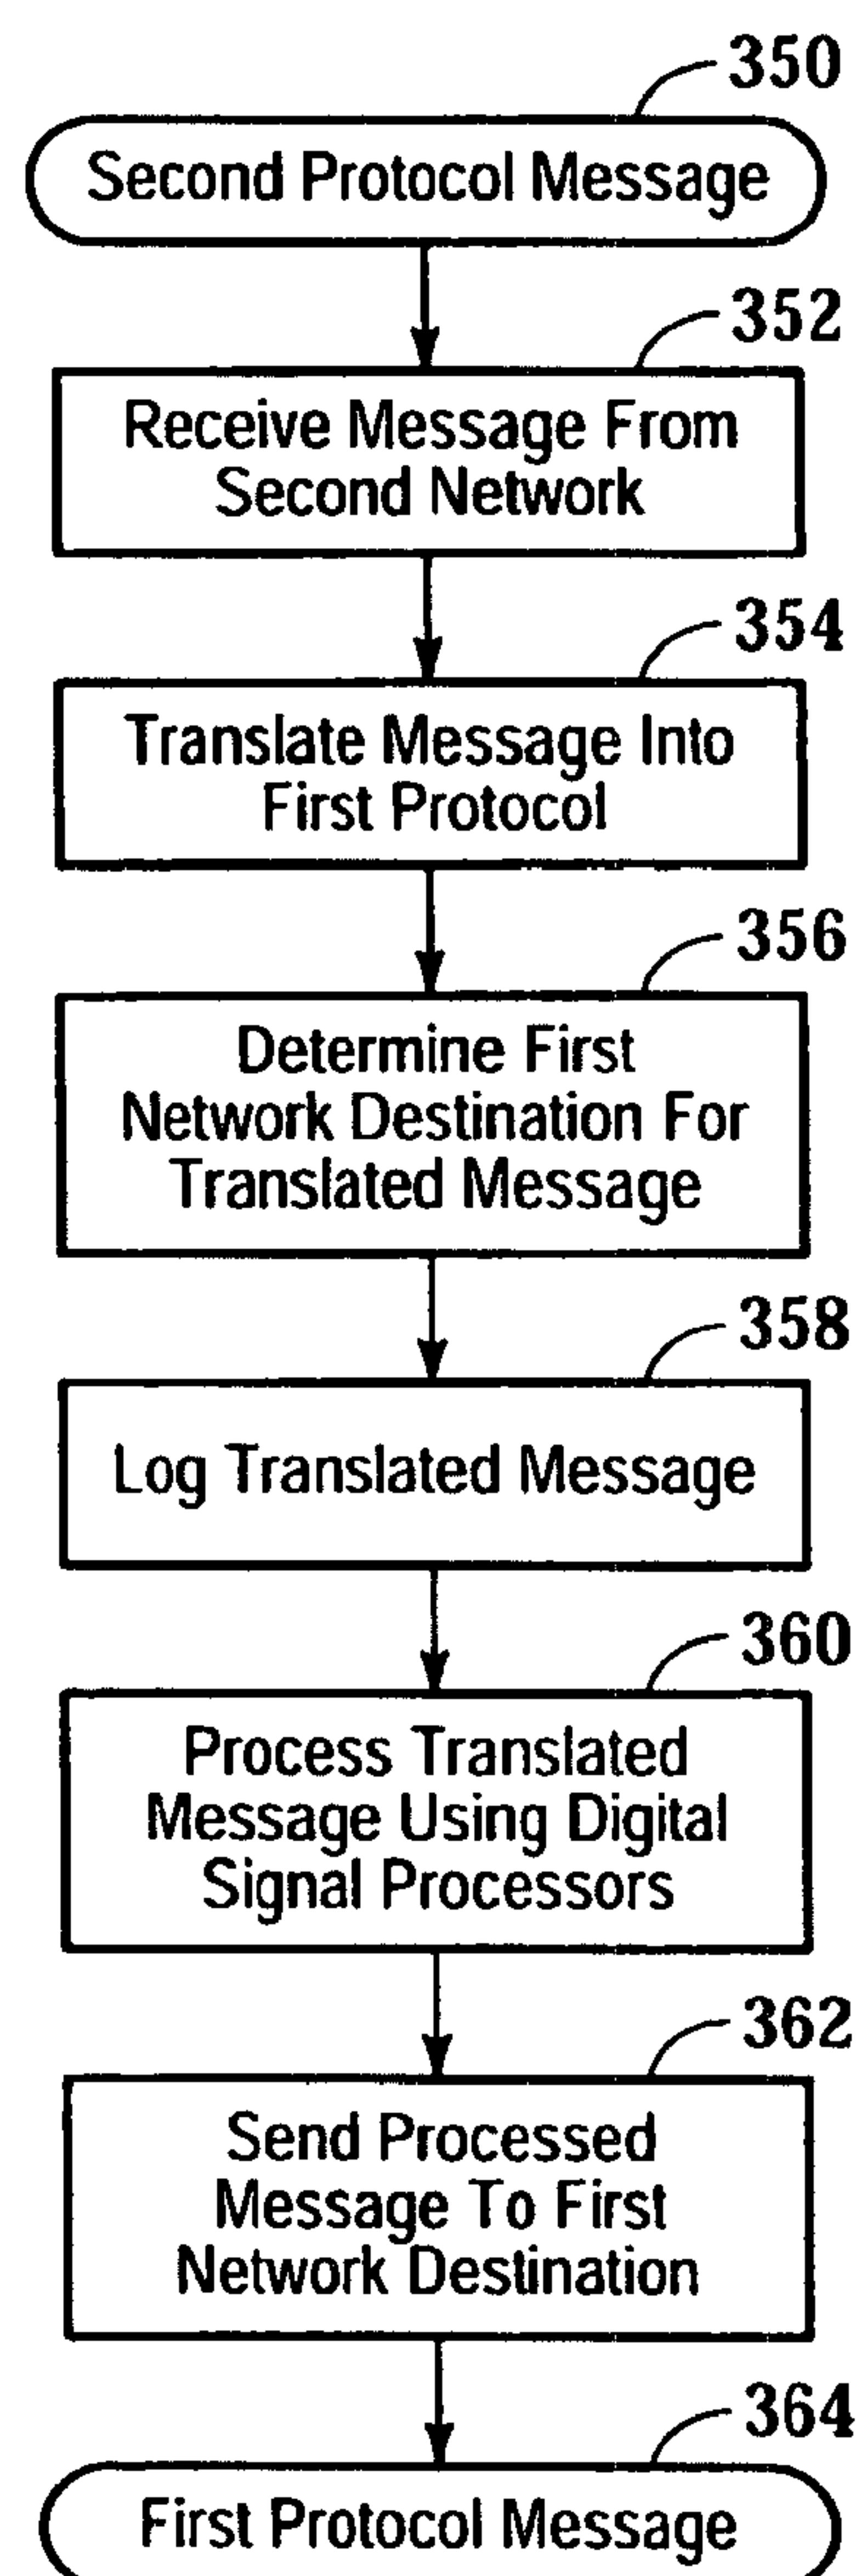 350
Second Protocol Message
352
Receive Message From
Second Network
354
Translate Message Into
First Protocol
356
Determine First
Network Destination For
Translated Message
358
Log Translated Message
360
Process Translated
Message Using Digital
Signal Processors
362
Send Processed
Message To First
Network Destination
364
First Protocol Message